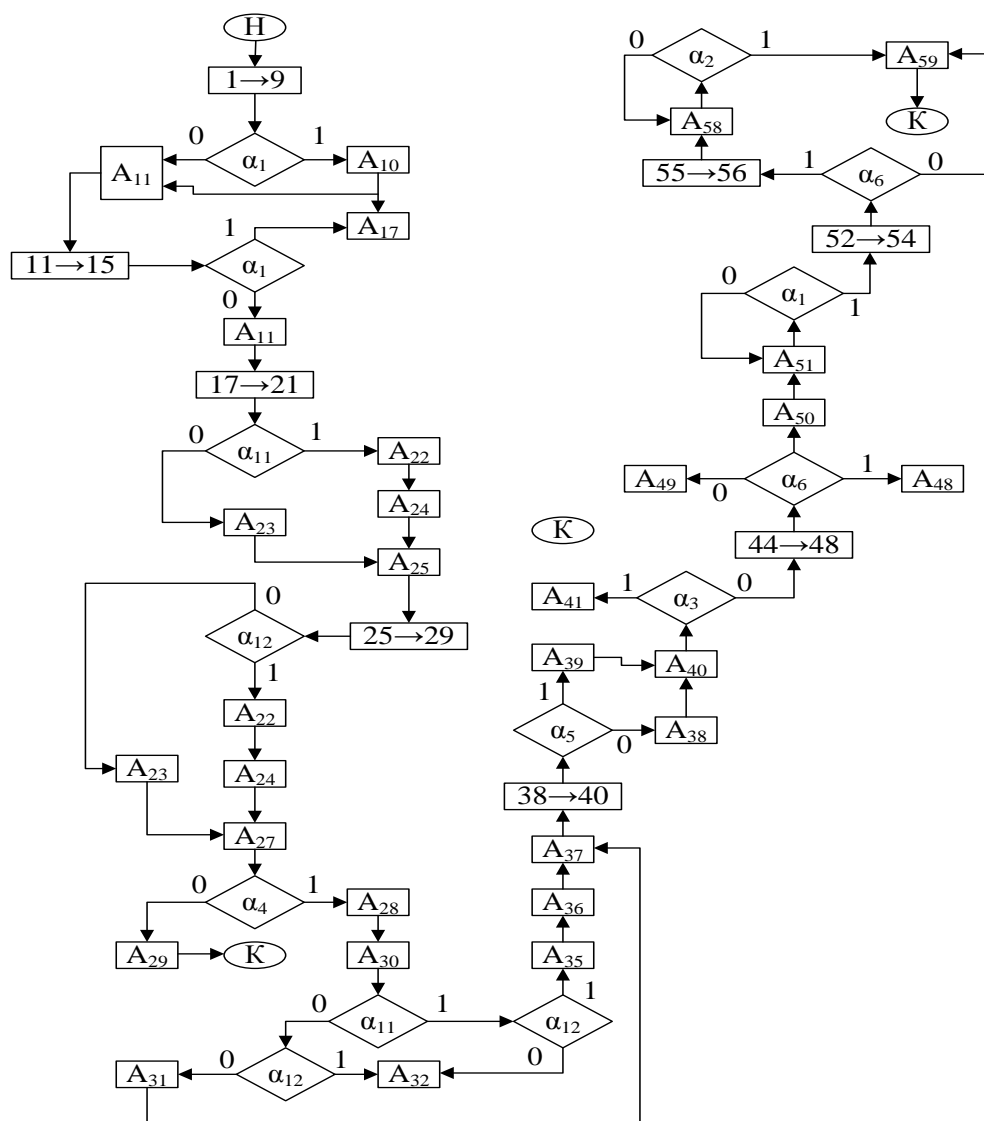 Н
1→9
0 α₁ 1
A₁₁ A₁₀
1 A₁₇
11→15 α₁
0
A₁₁
17→21
0 α₁₁ 1
A₂₂
A₂₄
A₂₃
A₂₅
0
α₁₂ 25→29
1
A₂₂
A₂₃ A₂₄
A₂₇
0 α₄ 1
A₂₈
A₂₉ К A₃₀
0 α₁₁ 1
0 α₁₂ 1
A₃₁ A₃₂
0 α₁₂ 1
A₃₅
A₃₆
A₃₇
38→40
1 α₅ 0
A₃₉ A₄₀
A₃₈
A₄₁ 1 α₃ 0
К
44→48
A₄₉ 0 α₆ 1 A₄₈
A₅₀
A₅₁
0 α₁ 1
52→54
1 α₆ 0
55→56
A₅₈
0 α₂ 1
A₅₉
К